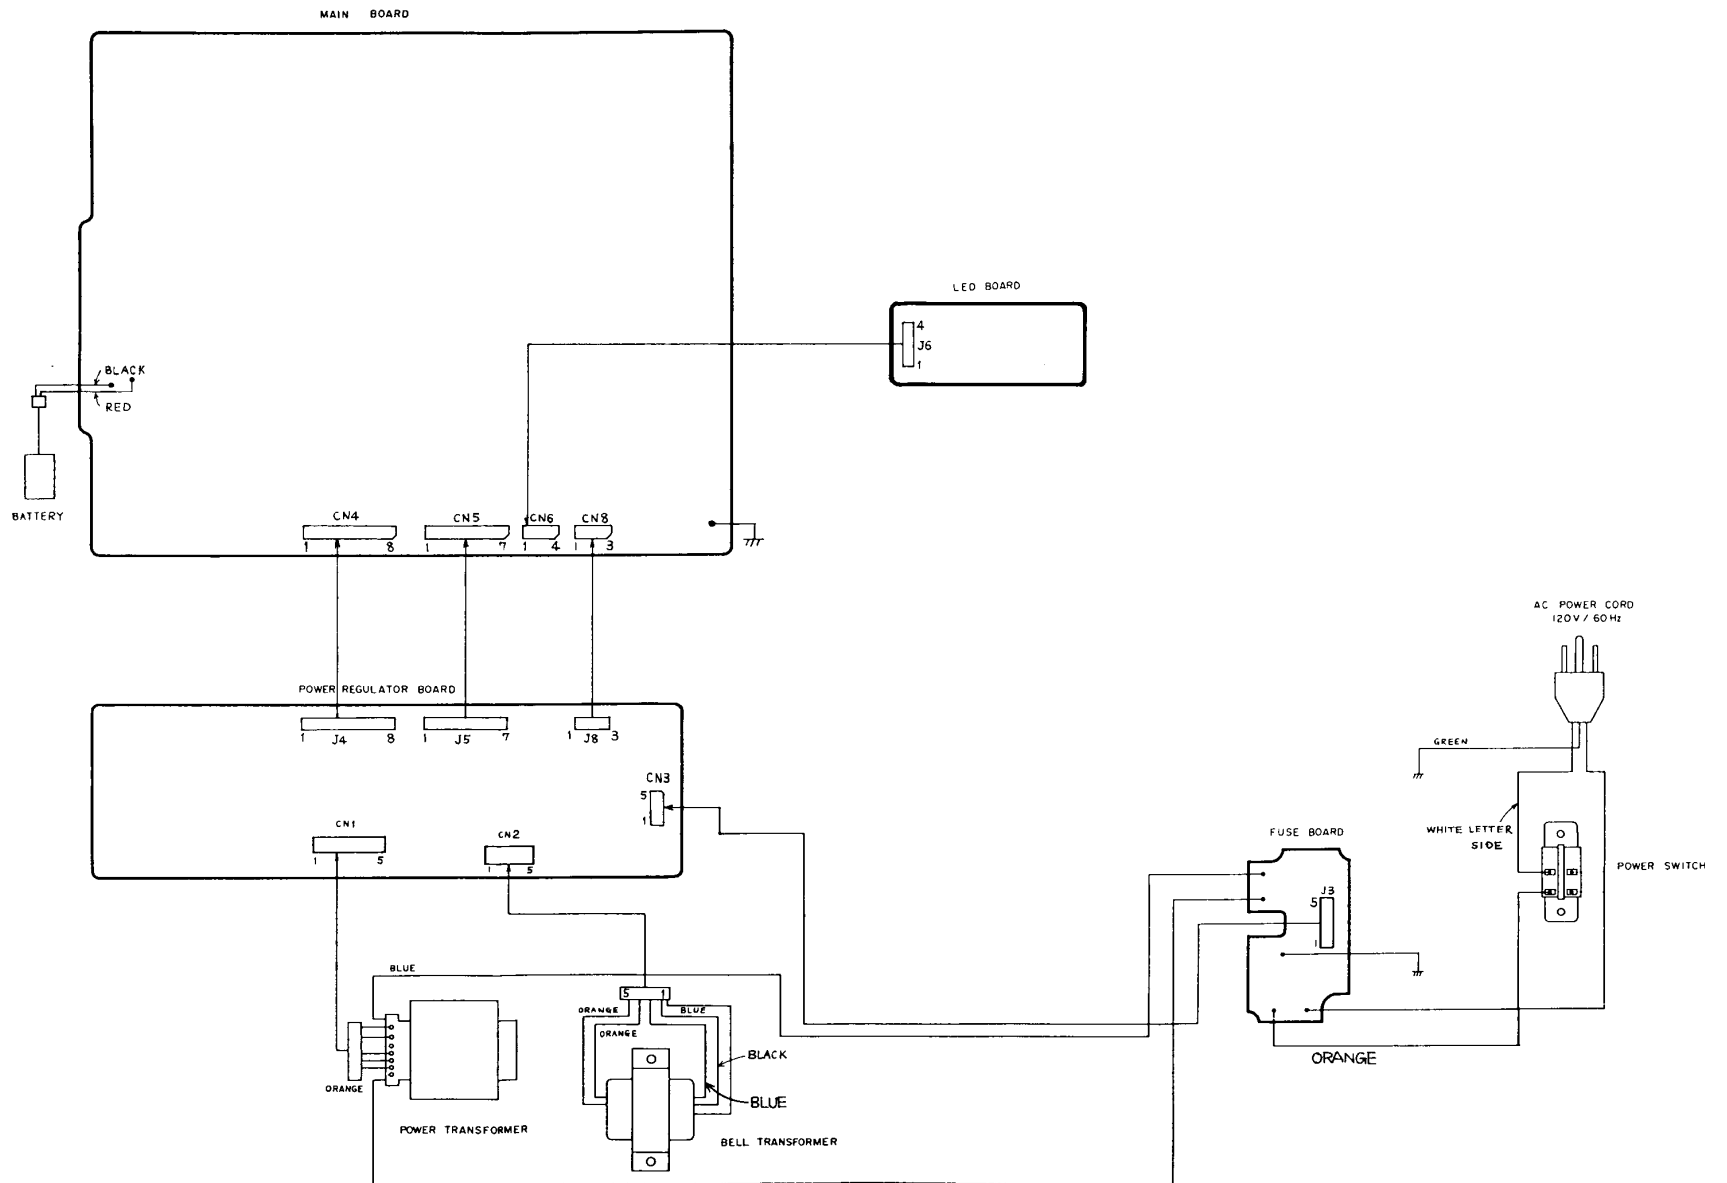 MAIN BOARD
LED BOARD
4
J6
1
BLACK
RED
BATTERY
CN4 CN5 CN6 CN8
1 8 1 7 1 4 1 3
AC POWER CORD
120V / 60Hz
POWER REGULATOR BOARD
1 J4 8 1 J5 7 1 J8 3
GREEN
CN3
5
1
CN1
1 5
CN2
1 5
WHITE LETTER
SIDE
FUSE BOARD
POWER SWITCH
J3
5
1
BLUE
5 1
ORANGE BLUE
ORANGE
BLACK
ORANGE
BLUE
ORANGE
POWER TRANSFORMER
BELL TRANSFORMER